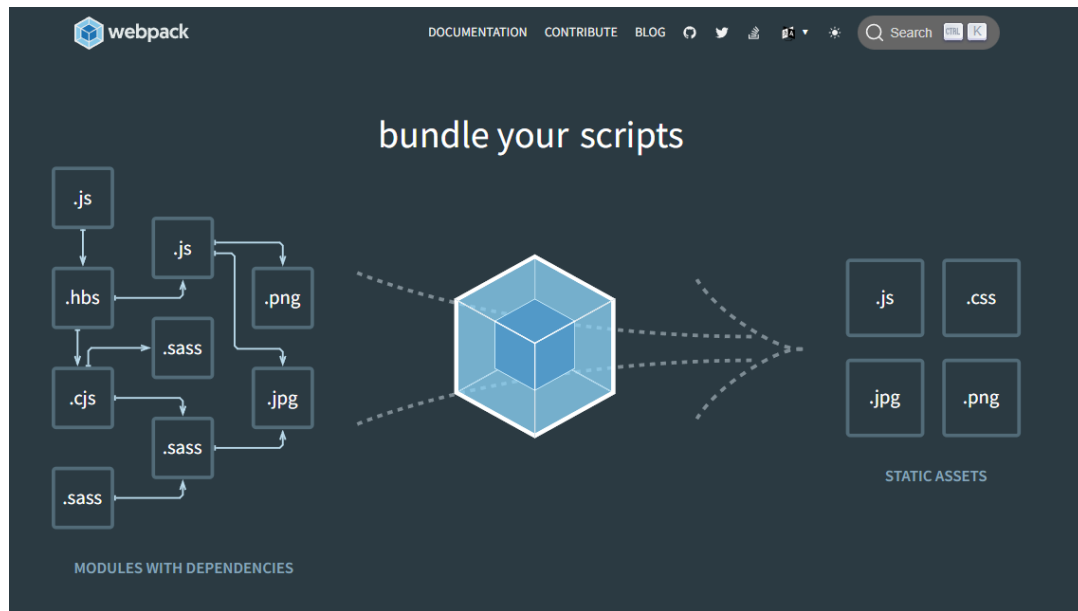 webpack
DOCUMENTATION CONTRIBUTE BLOG Search CTRL K
bundle your scripts
.js
.js
.hbs
.png
.sass
.cjs
.jpg
.sass
.sass
MODULES WITH DEPENDENCIES
.js .css
.jpg .png
STATIC ASSETS